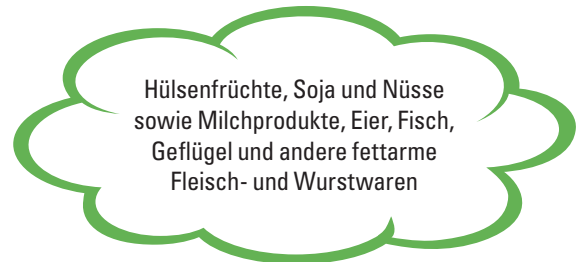 Hülsenfrüchte, Soja und Nüsse
sowie Milchprodukte, Eier, Fisch,
Geflügel und andere fettarme
Fleisch- und Wurstwaren